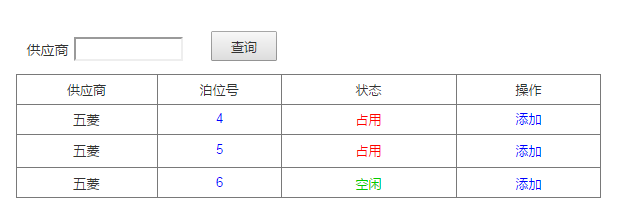 供应商 查询
供应商 泊位号 状态 操作
五菱 4 占用 添加
五菱 5 占用 添加
五菱 6 空闲 添加